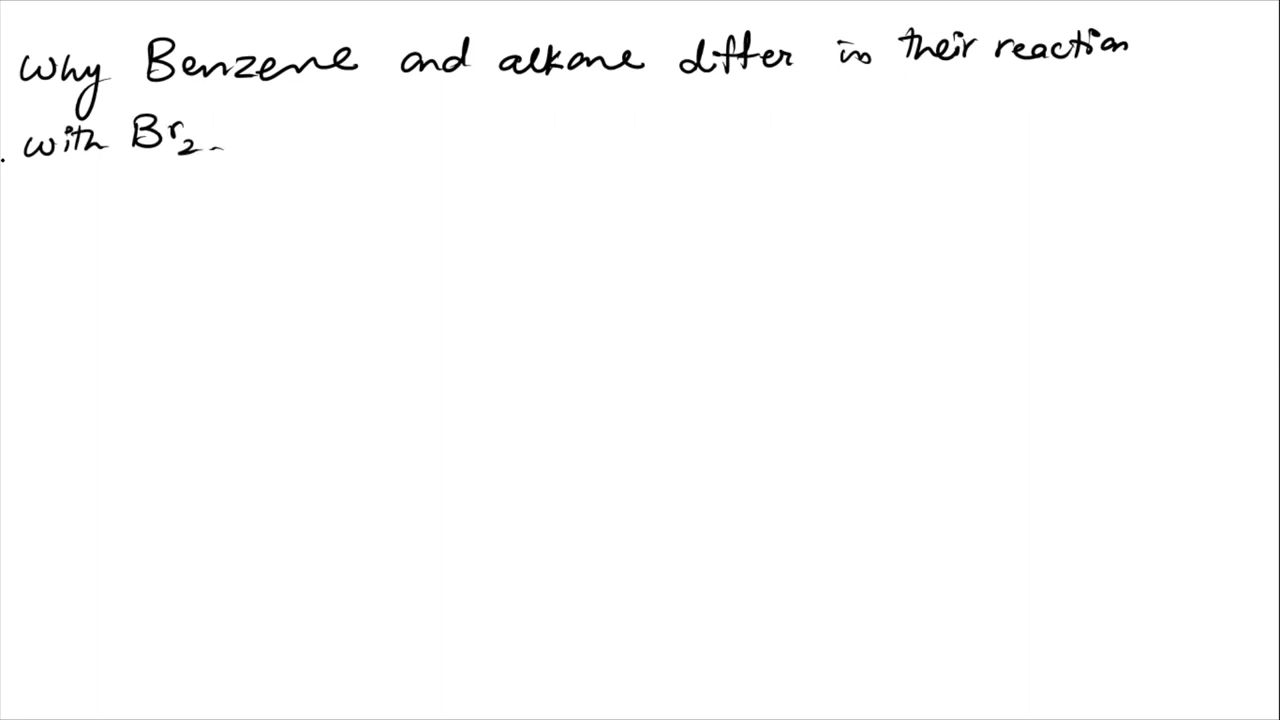 why Benzene and alkane differ in their reaction
with Br₂.